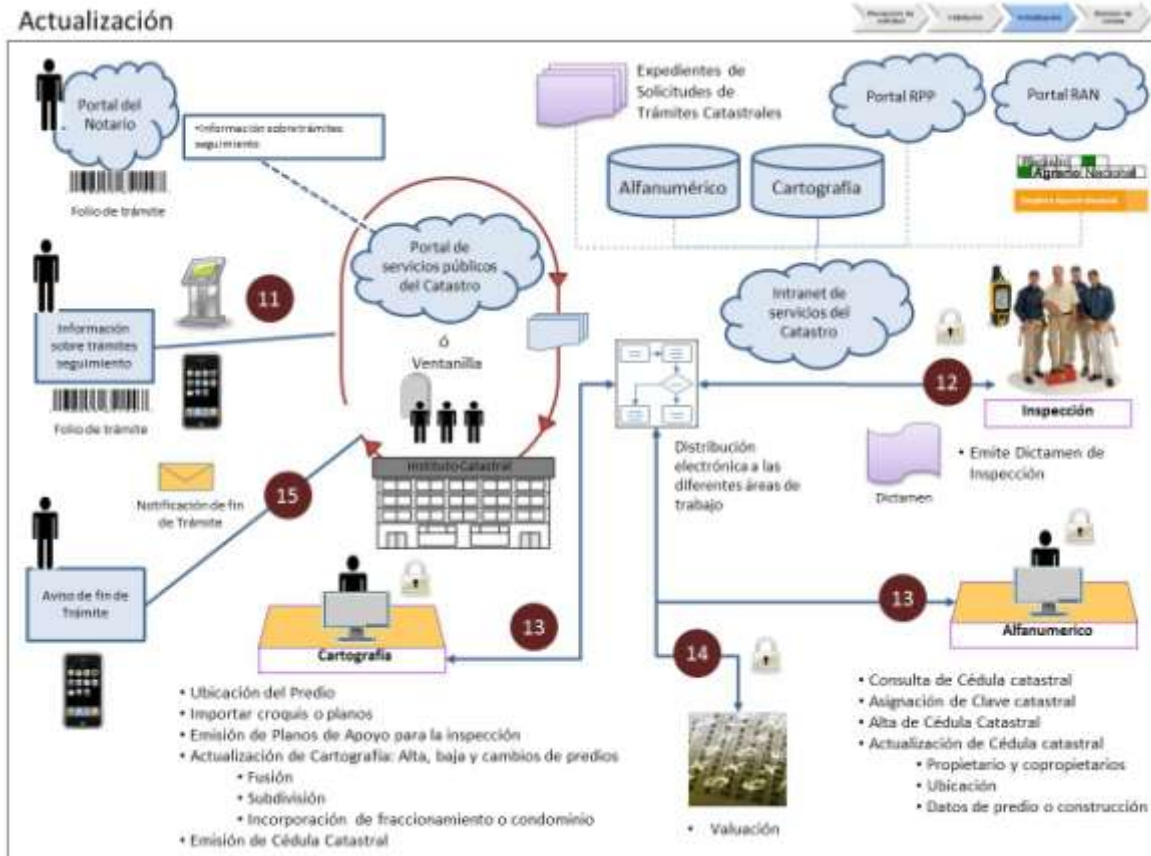 Actualización
Portal del
Notario
Folio de trámite
•Información sobre trámites
seguimiento
Expedientes de
Solicitudes de
Trámites Catastrales
Portal RPP
Portal RAN
Alfanumérico
Cartografía
Agrario Nacional
11
Información
sobre trámites
seguimiento
Folio de trámite
Portal de
servicios públicos
del Catastro
ó
Ventanilla
Instituto Catastral
Intranet de
servicios del
Catastro
12
Inspección
Distribución
electrónica a las
diferentes áreas de
trabajo
Dictamen
• Emite Dictamen de
Inspección
15
Notificación de fin
de Trámite
Aviso de fin de
Trámite
13
Cartografía
• Ubicación del Predio
• Importar croquis o planos
• Emisión de Planos de Apoyo para la inspección
• Actualización de Cartografía: Alta, baja y cambios de predios
• Fusión
• Subdivisión
• Incorporación de fraccionamiento o condominio
• Emisión de Cédula Catastral
14
• Valuación
13
Alfanumerico
• Consulta de Cédula catastral
• Asignación de Clave catastral
• Alta de Cédula Catastral
• Actualización de Cédula catastral
• Propietario y copropietarios
• Ubicación
• Datos de predio o construcción